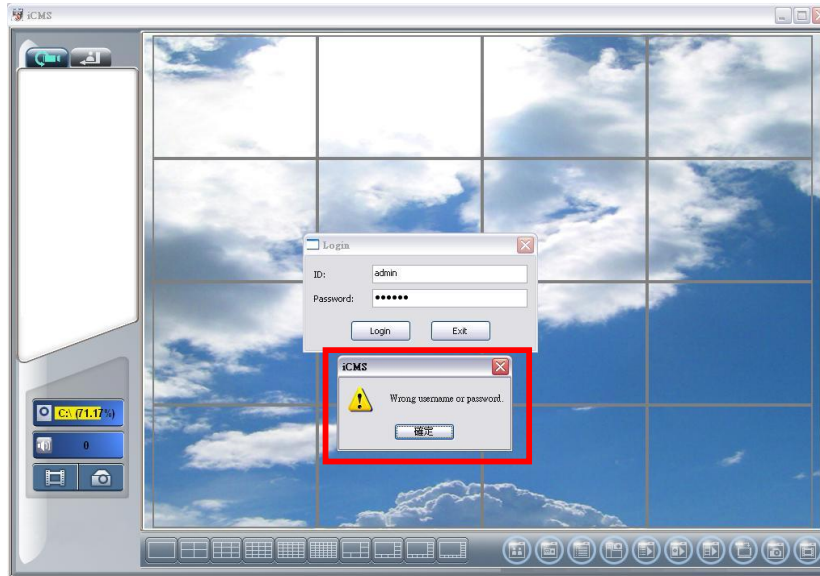 iCMS
Login
ID:
admin
Password:
••••••
Login
Exit
iCMS
Wrong username or password.
確定
C:\ (71.17%)
0